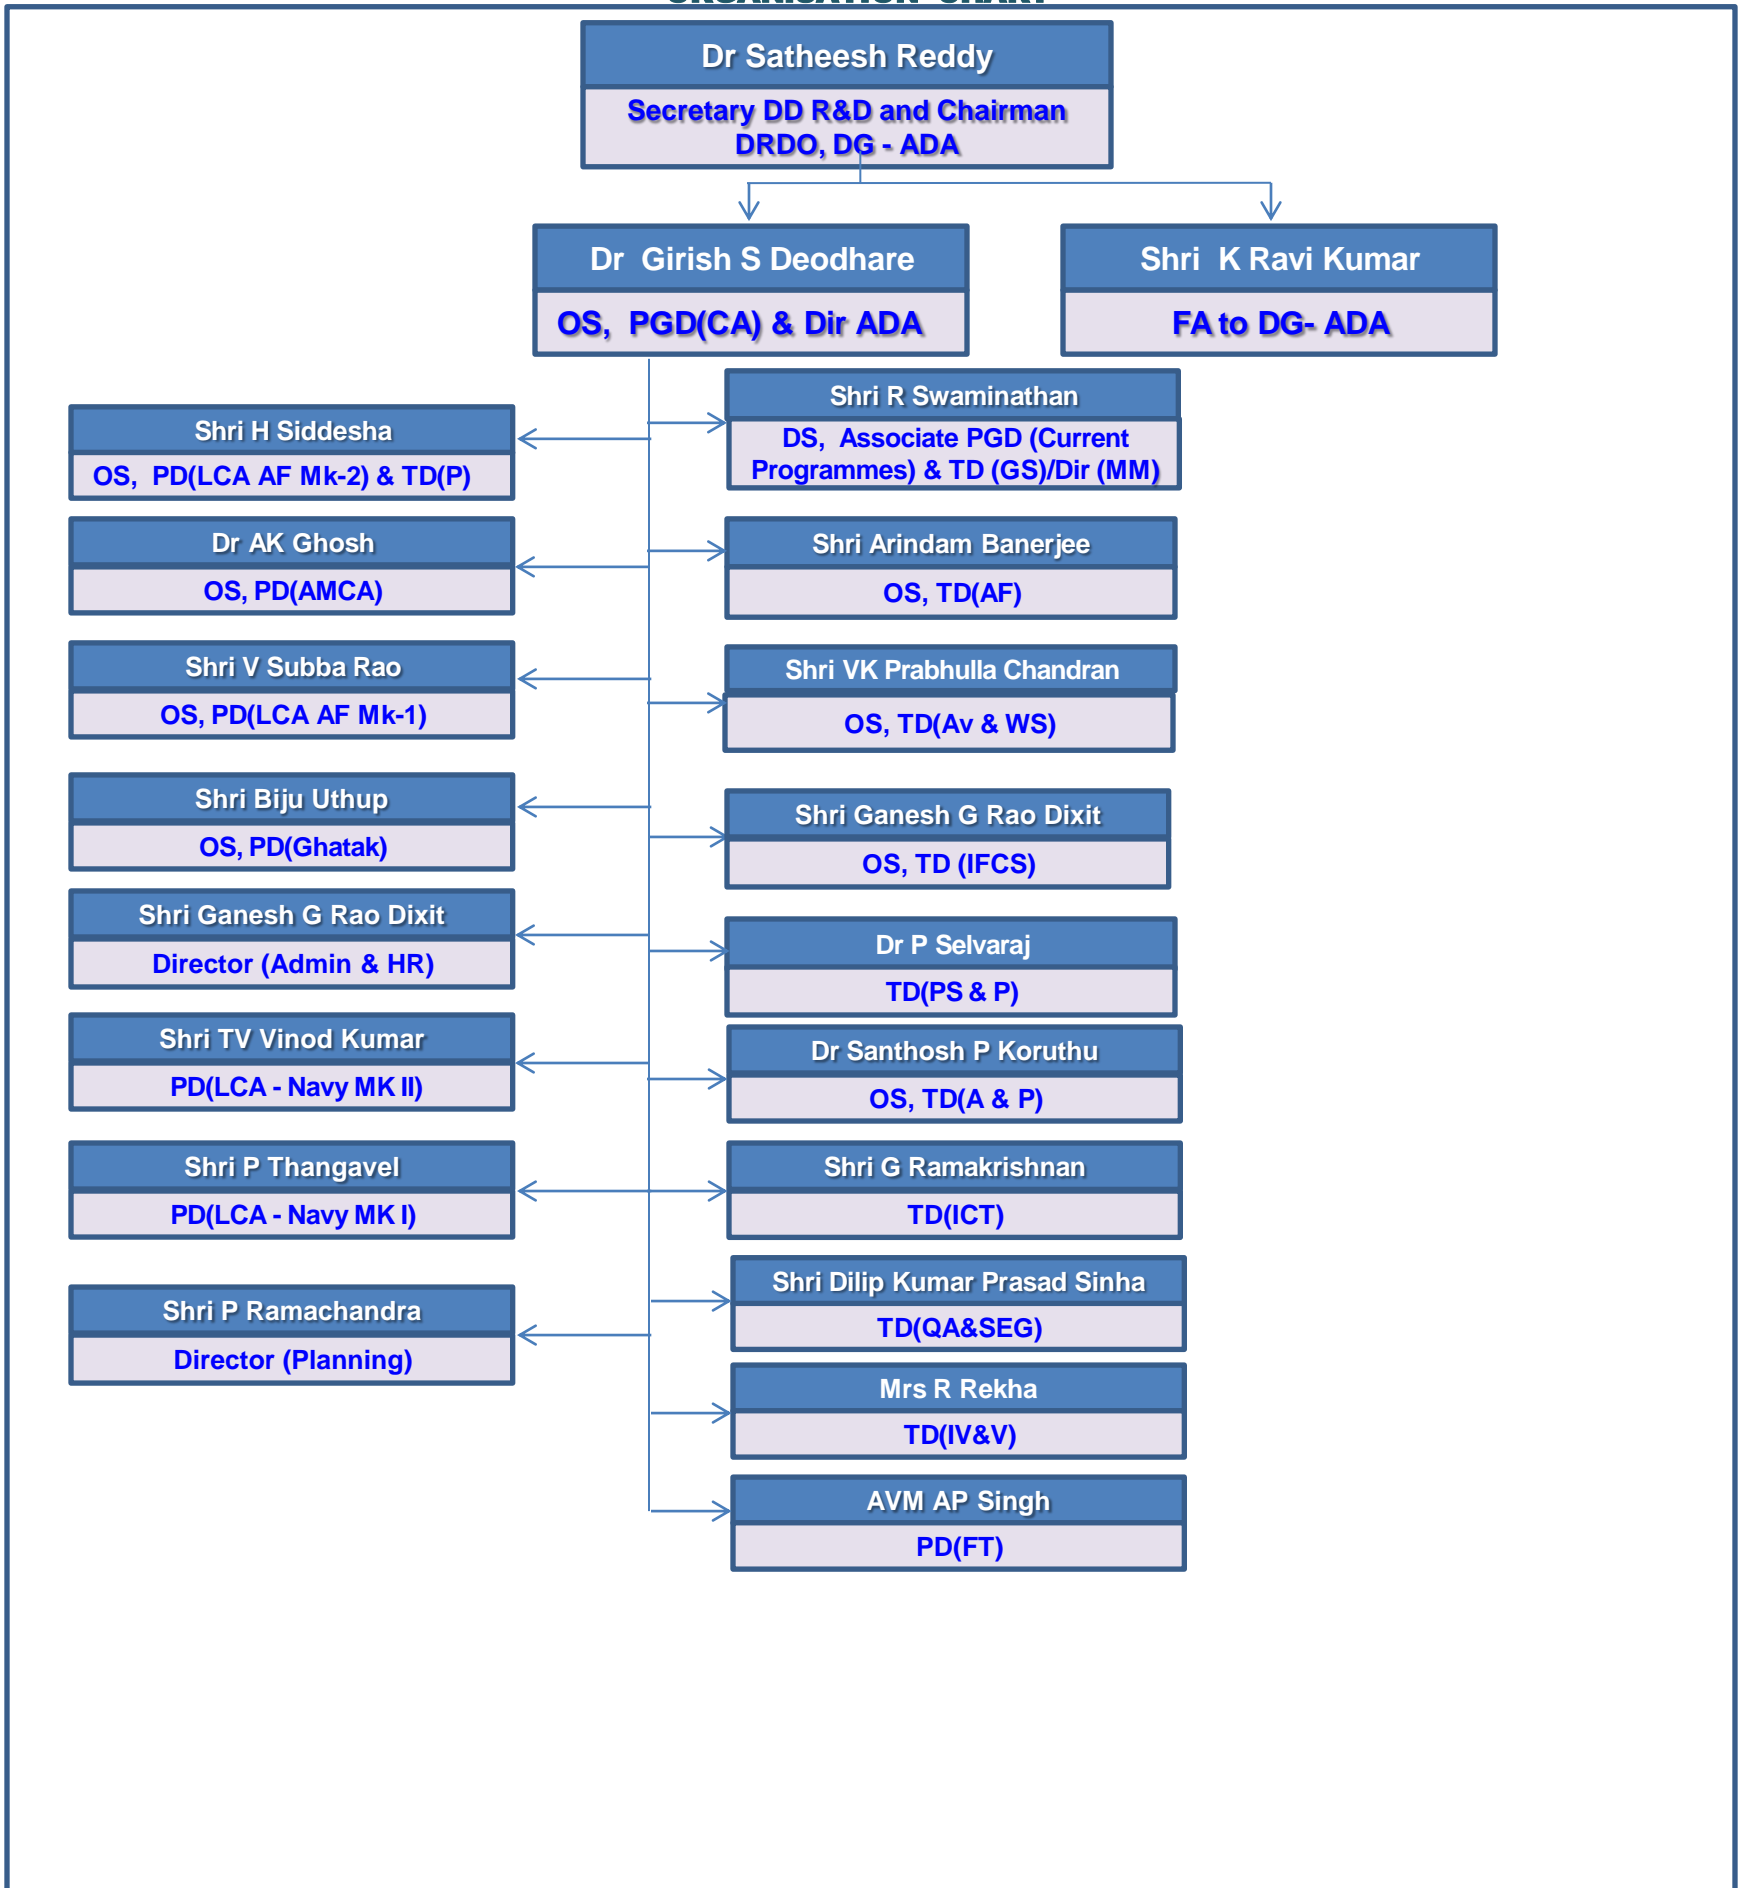 ORGANISATION CHART
Dr Satheesh Reddy
Secretary DD R&D and Chairman
DRDO, DG - ADA
Dr Girish S Deodhare
OS, PGD(CA) & Dir ADA
Shri K Ravi Kumar
FA to DG- ADA
Shri H Siddesha
OS, PD(LCA AF Mk-2) & TD(P)
Dr AK Ghosh
OS, PD(AMCA)
Shri V Subba Rao
OS, PD(LCA AF Mk-1)
Shri Biju Uthup
OS, PD(Ghatak)
Shri Ganesh G Rao Dixit
Director (Admin & HR)
Shri TV Vinod Kumar
PD(LCA - Navy MK II)
Shri P Thangavel
PD(LCA - Navy MK I)
Shri P Ramachandra
Director (Planning)
Shri R Swaminathan
DS, Associate PGD (Current
Programmes) & TD (GS)/Dir (MM)
Shri Arindam Banerjee
OS, TD(AF)
Shri VK Prabhulla Chandran
OS, TD(Av & WS)
Shri Ganesh G Rao Dixit
OS, TD (IFCS)
Dr P Selvaraj
TD(PS & P)
Dr Santhosh P Koruthu
OS, TD(A & P)
Shri G Ramakrishnan
TD(ICT)
Shri Dilip Kumar Prasad Sinha
TD(QA&SEG)
Mrs R Rekha
TD(IV&V)
AVM AP Singh
PD(FT)